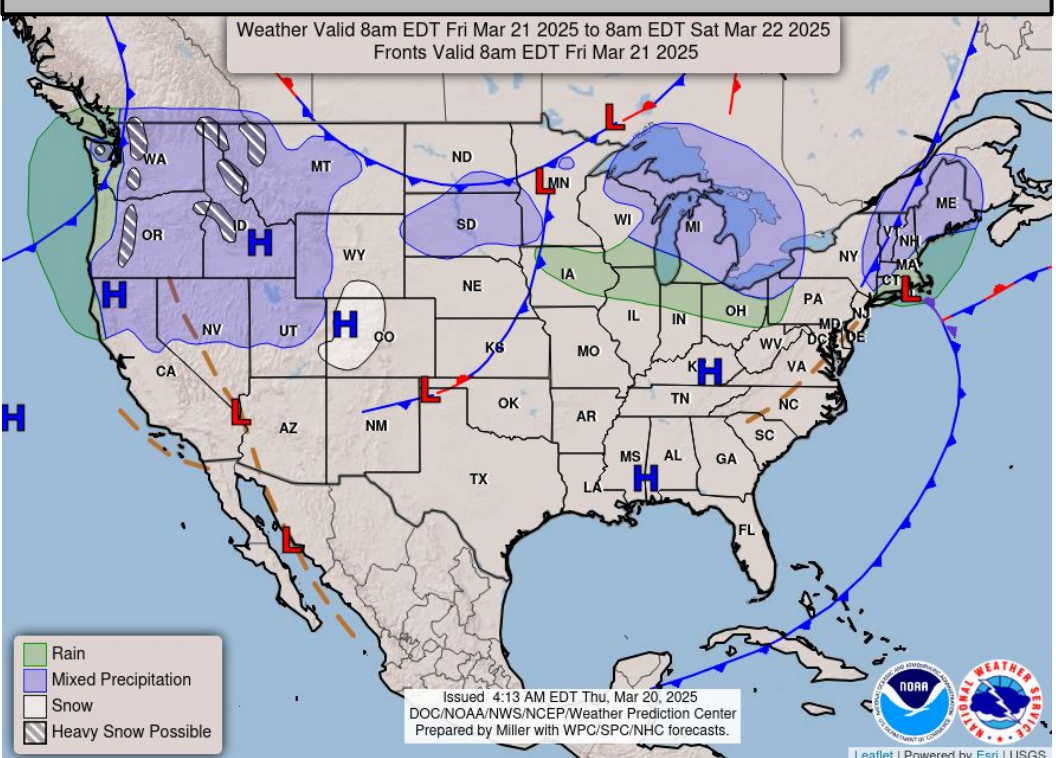 Weather Valid 8am EDT Fri Mar 21 2025 to 8am EDT Sat Mar 22 2025
Fronts Valid 8am EDT Fri Mar 21 2025
L
WA
MT
ND
L
MN
ME
OR
ID
H
SD
WI
MI
VT
NH
WY
NY
MA
CT
L
H
NE
IA
PA
NJ
H
CO
NV
UT
IL
IN
OH
MD
DE
DC
WV
KS
MO
VA
CA
K
H
L
TN
NC
H
L
AZ
NM
OK
AR
SC
TX
MS
AL
GA
H
LA
FL
L
Rain
Mixed Precipitation
Snow
Heavy Snow Possible
Issued 4:13 AM EDT Thu, Mar 20, 2025
DOC/NOAA/NWS/NCEP/Weather Prediction Center
Prepared by Miller with WPC/SPC/NHC forecasts.
NOAA
NATIONAL WEATHER SERVICE
Leaflet | Powered by Esri | USGS